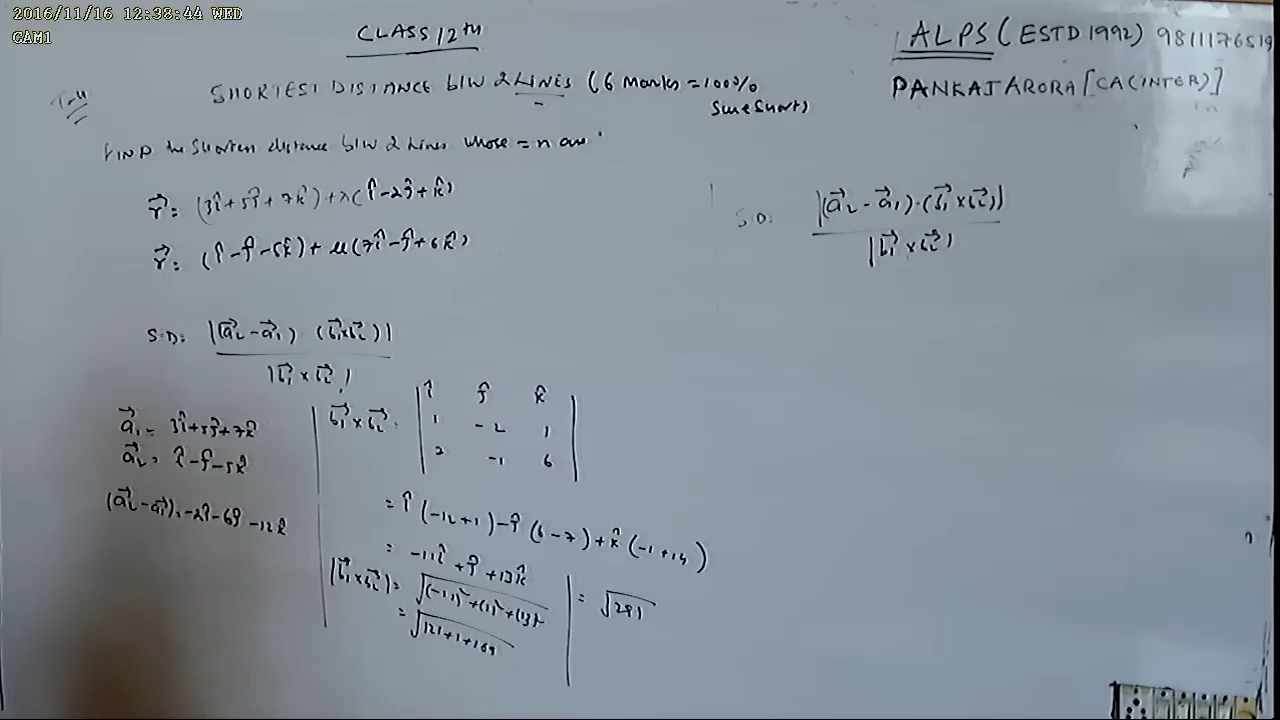 2016/11/16 12:38:44 WED
CAM1
CLASS 12th
ALPS (ESTD 1992) 9811176519
PANKAJ ARORA [CA (INTER)]
SHORTEST DISTANCE b/w 2 LINES (6 Marks = 100%
Sure Short)
FIND the Shortest distance b/w 2 Lines whose = n are
r⃗ = (3î+5ĵ+7k̂)+λ(î-2ĵ+k̂)
r⃗ = (î-ĵ-5k̂)+μ(7î-ĵ+6k̂)
S.D = |(a⃗2-a⃗1)·(b⃗1×b⃗2)|
|b⃗1×b⃗2|
S.D = |(a⃗2-a⃗1)·(b⃗1×b⃗2)|
|b⃗1×b⃗2|
a⃗1 = 3î+5ĵ+7k̂
a⃗2 = î-ĵ-5k̂
(a⃗2-a⃗1) = -2î-6ĵ-12k̂
b⃗1×b⃗2 = | î ĵ k̂ |
| 1 -2 1 |
| 7 -1 6 |
= î(-12+1)-ĵ(6-7)+k̂(-1+14)
= -11î+ĵ+13k̂
|b⃗1×b⃗2| = √(-11)²+(1)²+(13)²
= √121+1+169
= √291